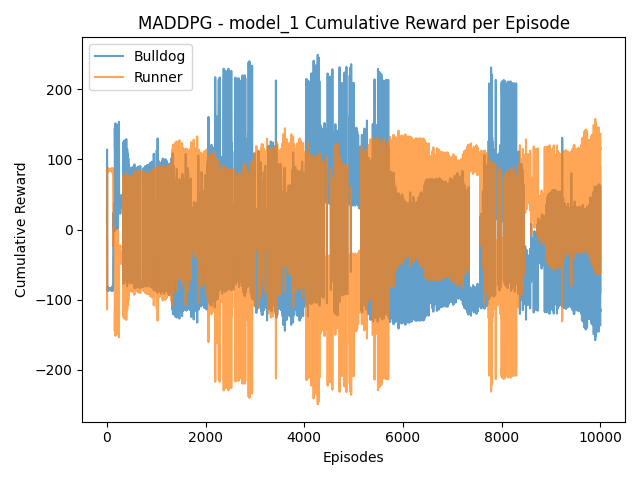 MADDPG - model_1 Cumulative Reward per Episode
Bulldog
Runner
Cumulative Reward
200
100
0
−100
−200
0 2000 4000 6000 8000 10000
Episodes